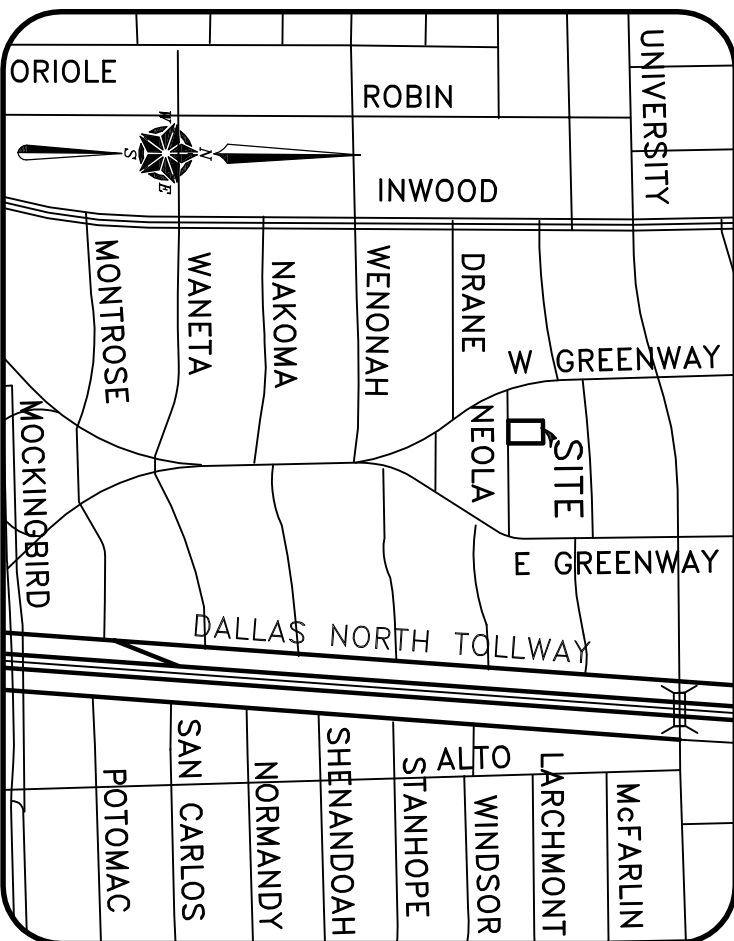 ORIOLE
ROBIN
UNIVERSITY
W
S
N
E
INWOOD
MONTROSE
WANETA
NAKOMA
WENONAH
DRANE
W GREENWAY
MOCKINGBIRD
NEOLA
SITE
E GREENWAY
DALLAS NORTH TOLLWAY
SAN CARLOS
SHENANDOAH
ALTO
POTOMAC
NORMANDY
STANHOPE
WINDSOR
LARCHMONT
McFARLIN